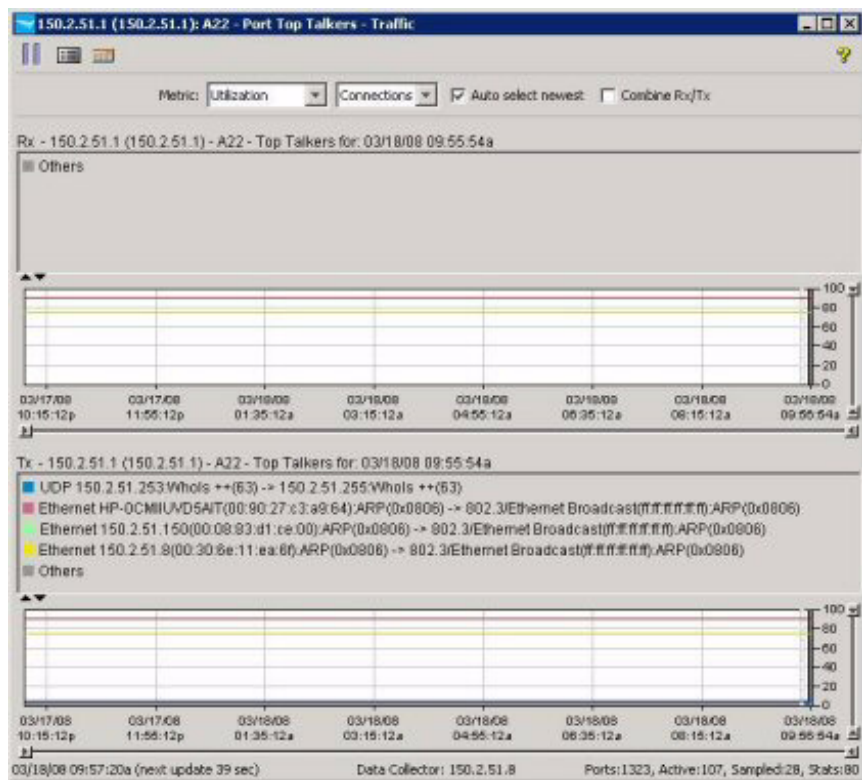 150.2.51.1 (150.2.51.1): A22 - Port Top Talkers - Traffic
Metric: Utilization Connections Auto select newest Combine Rx/Tx
Rx - 150.2.51.1 (150.2.51.1) - A22 - Top Talkers for: 03/18/08 09:55:54a
Others
100
80
60
40
20
0
03/17/08 03/17/08 03/18/08 03/18/08 03/18/08 03/18/08 03/18/08 03/18/08
10:15:12p 11:55:12p 01:35:12a 03:15:12a 04:55:12a 06:35:12a 08:15:12a 09:55:54a
Tx - 150.2.51.1 (150.2.51.1) - A22 - Top Talkers for: 03/18/08 09:55:54a
UDP 150.2.51.253:WhoIs ++(63) -> 150.2.51.255:WhoIs ++(63)
Ethernet HP-OCMIIUVD5AIT(00:90:27:c3:a9:64):ARP(0x0806) -> 802.3/Ethernet Broadcast(ff:ff:ff:ff:ff:ff):ARP(0x0806)
Ethernet 150.2.51.150(00:08:83:d1:ce:00):ARP(0x0806) -> 802.3/Ethernet Broadcast(ff:ff:ff:ff:ff:ff):ARP(0x0806)
Ethernet 150.2.51.8(00:30:6e:11:ea:6f):ARP(0x0806) -> 802.3/Ethernet Broadcast(ff:ff:ff:ff:ff:ff):ARP(0x0806)
Others
100
80
60
40
20
0
03/17/08 03/17/08 03/18/08 03/18/08 03/18/08 03/18/08 03/18/08 03/18/08
10:15:12p 11:55:12p 01:35:12a 03:15:12a 04:55:12a 06:35:12a 08:15:12a 09:55:54a
03/18/08 09:57:20a (next update 39 sec) Data Collector: 150.2.51.8 Ports:1323, Active:107, Sampled:28, Stats:80